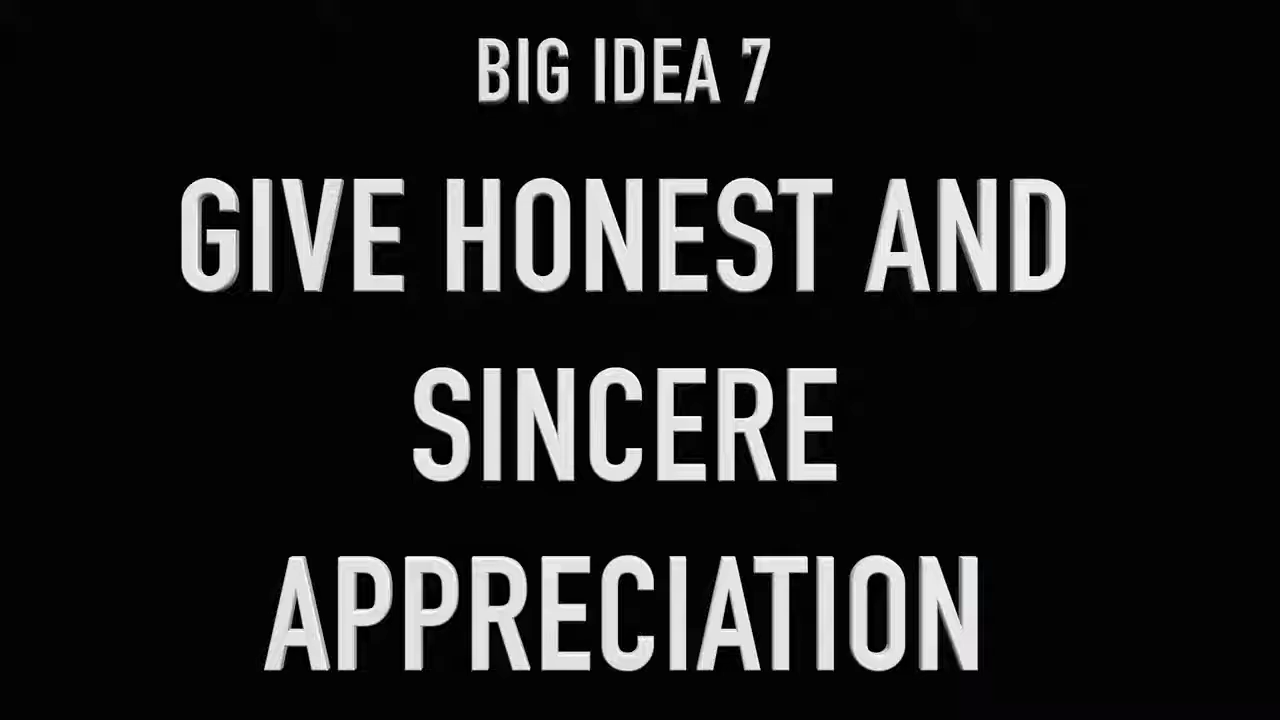 BIG IDEA 7
GIVE HONEST AND
SINCERE
APPRECIATION